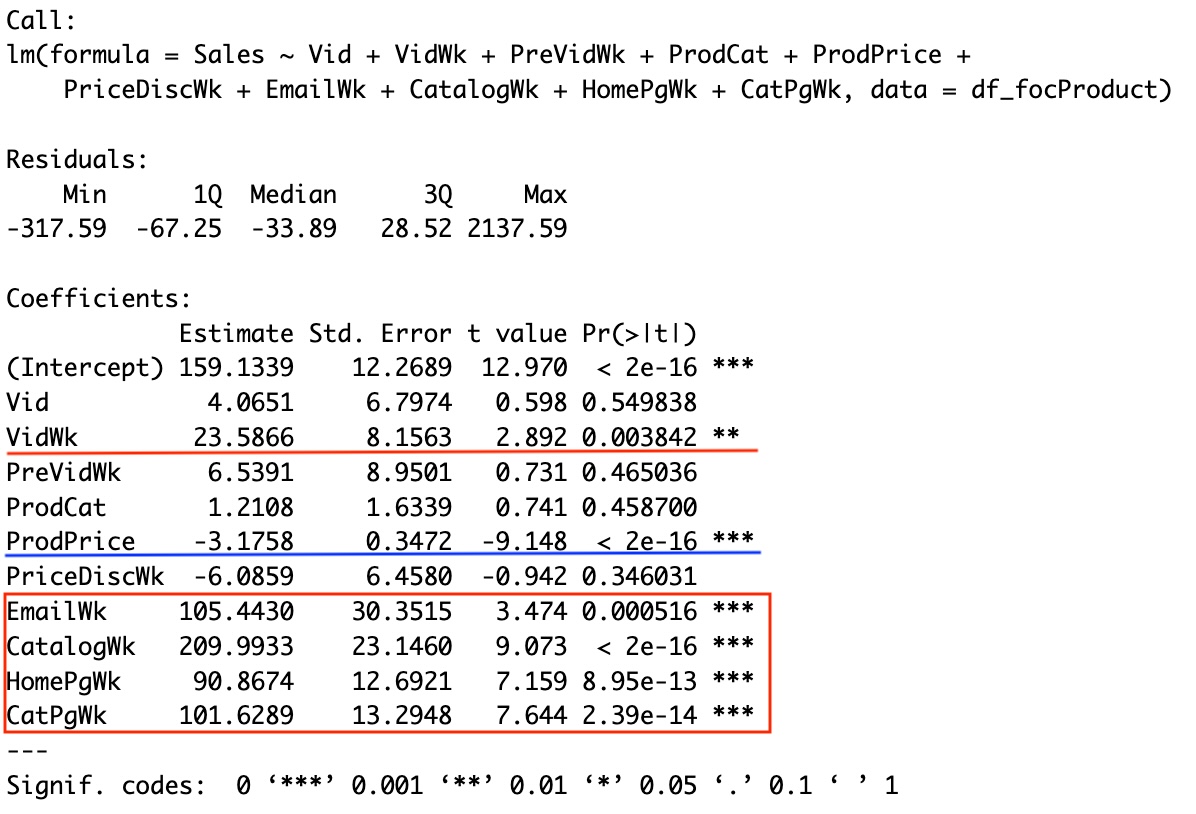 Call:
lm(formula = Sales ~ Vid + VidWk + PreVidWk + ProdCat + ProdPrice +
    PriceDiscWk + EmailWk + CatalogWk + HomePgWk + CatPgWk, data = df_focProduct)

Residuals:
    Min      1Q  Median      3Q     Max
-317.59  -67.25  -33.89   28.52 2137.59

Coefficients:
            Estimate Std. Error t value Pr(>|t|)
(Intercept) 159.1339    12.2689  12.970  < 2e-16 ***
Vid           4.0651     6.7974   0.598 0.549838
VidWk        23.5866     8.1563   2.892 0.003842 **
PreVidWk      6.5391     8.9501   0.731 0.465036
ProdCat       1.2108     1.6339   0.741 0.458700
ProdPrice    -3.1758     0.3472  -9.148  < 2e-16 ***
PriceDiscWk  -6.0859     6.4580  -0.942 0.346031
EmailWk     105.4430    30.3515   3.474 0.000516 ***
CatalogWk   209.9933    23.1460   9.073  < 2e-16 ***
HomePgWk     90.8674    12.6921   7.159 8.95e-13 ***
CatPgWk     101.6289    13.2948   7.644 2.39e-14 ***
---
Signif. codes:  0 ‘***’ 0.001 ‘**’ 0.01 ‘*’ 0.05 ‘.’ 0.1 ‘ ’ 1